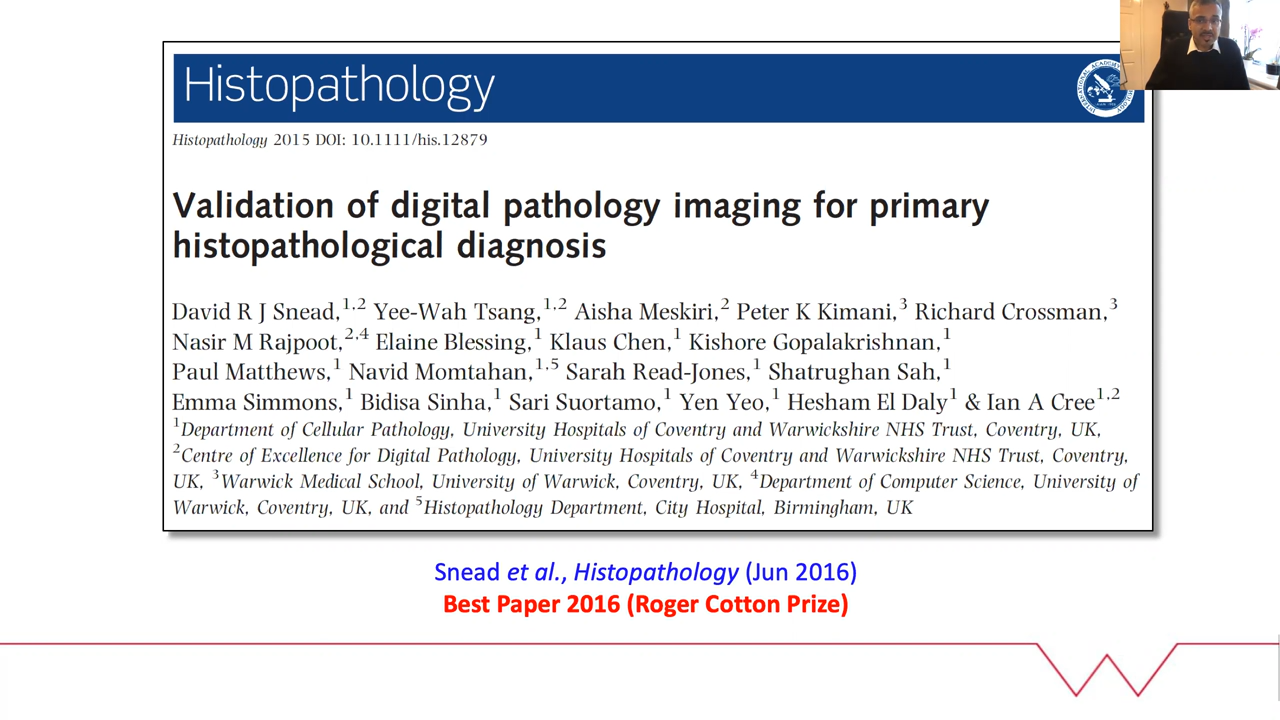 Histopathology
INTERNATIONAL ACADEMY
Histopathology 2015 DOI: 10.1111/his.12879
Validation of digital pathology imaging for primary
histopathological diagnosis
David R J Snead,1,2 Yee-Wah Tsang,1,2 Aisha Meskiri,2 Peter K Kimani,3 Richard Crossman,3
Nasir M Rajpoot,2,4 Elaine Blessing,1 Klaus Chen,1 Kishore Gopalakrishnan,1
Paul Matthews,1 Navid Momtahan,1,5 Sarah Read-Jones,1 Shatrughan Sah,1
Emma Simmons,1 Bidisa Sinha,1 Sari Suortamo,1 Yen Yeo,1 Hesham El Daly1 & Ian A Cree1,2
1Department of Cellular Pathology, University Hospitals of Coventry and Warwickshire NHS Trust, Coventry, UK,
2Centre of Excellence for Digital Pathology, University Hospitals of Coventry and Warwickshire NHS Trust, Coventry,
UK, 3Warwick Medical School, University of Warwick, Coventry, UK, 4Department of Computer Science, University of
Warwick, Coventry, UK, and 5Histopathology Department, City Hospital, Birmingham, UK
Snead et al., Histopathology (Jun 2016)
Best Paper 2016 (Roger Cotton Prize)